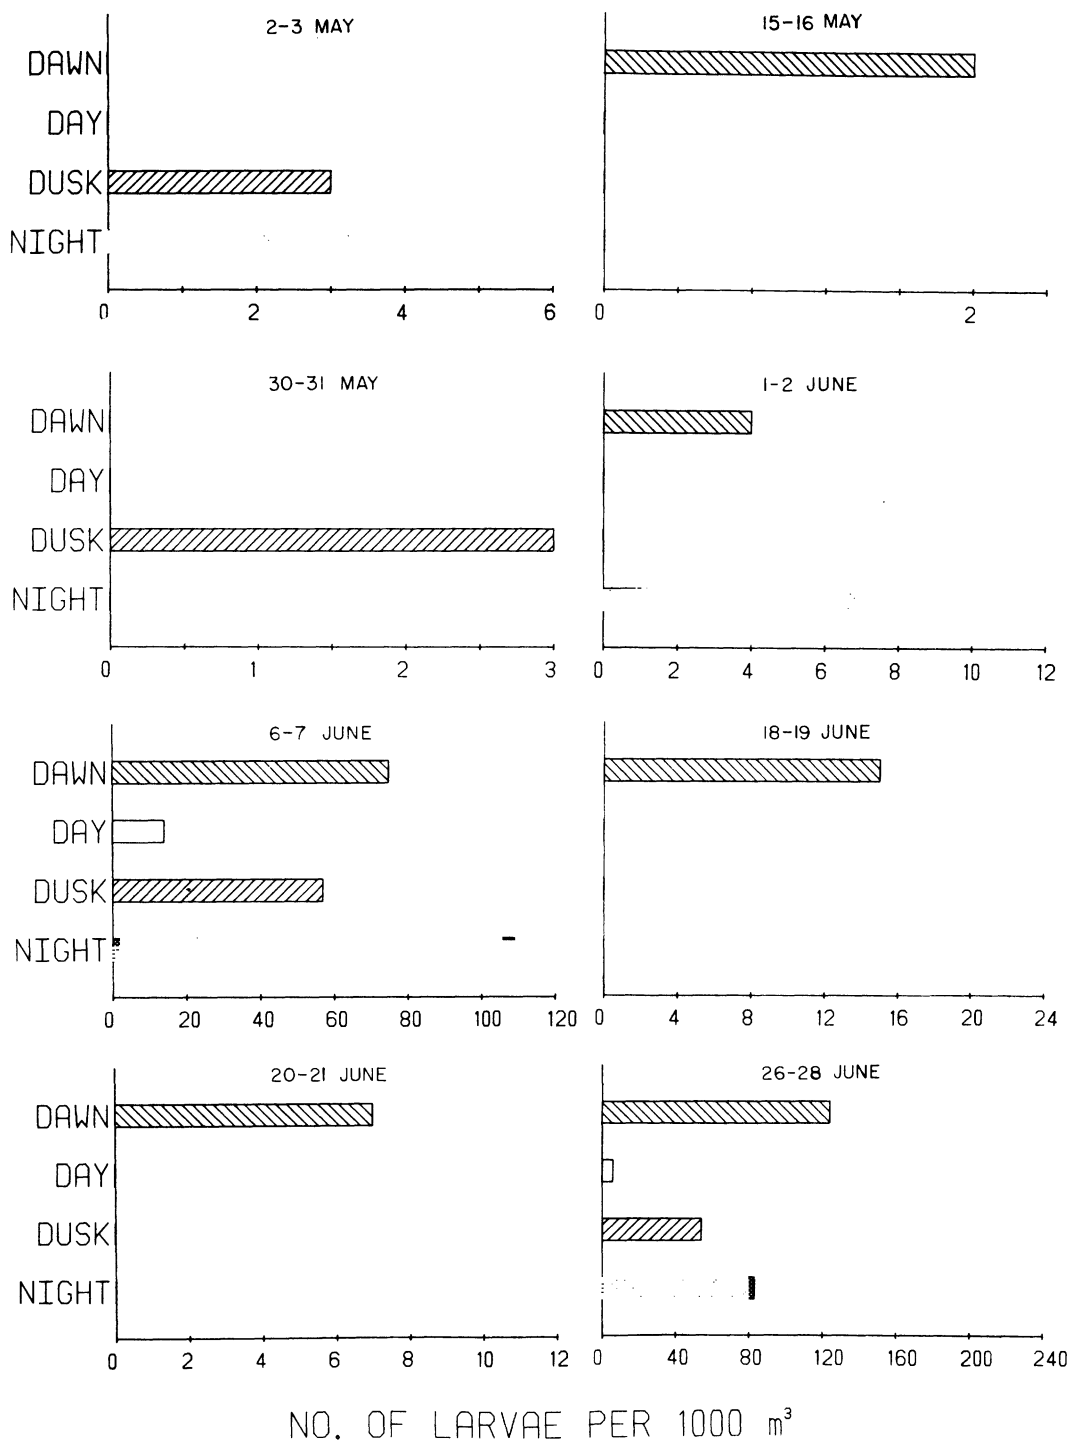 2-3 MAY
15-16 MAY
DAWN
DAY
DUSK
NIGHT
0 2 4 6
0 2
30-31 MAY
1-2 JUNE
DAWN
DAY
DUSK
NIGHT
0 1 2 3
0 2 4 6 8 10 12
6-7 JUNE
18-19 JUNE
DAWN
DAY
DUSK
NIGHT
0 20 40 60 80 100 120
0 4 8 12 16 20 24
20-21 JUNE
26-28 JUNE
DAWN
DAY
DUSK
NIGHT
0 2 4 6 8 10 12
0 40 80 120 160 200 240
NO. OF LARVAE PER 1000 m³